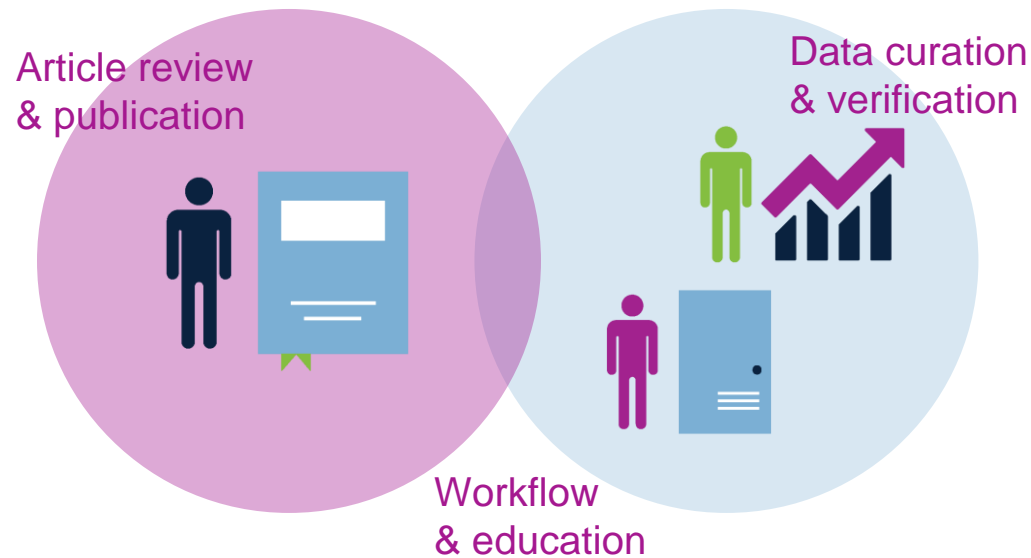 Article review
& publication
Data curation
& verification
Workflow
& education